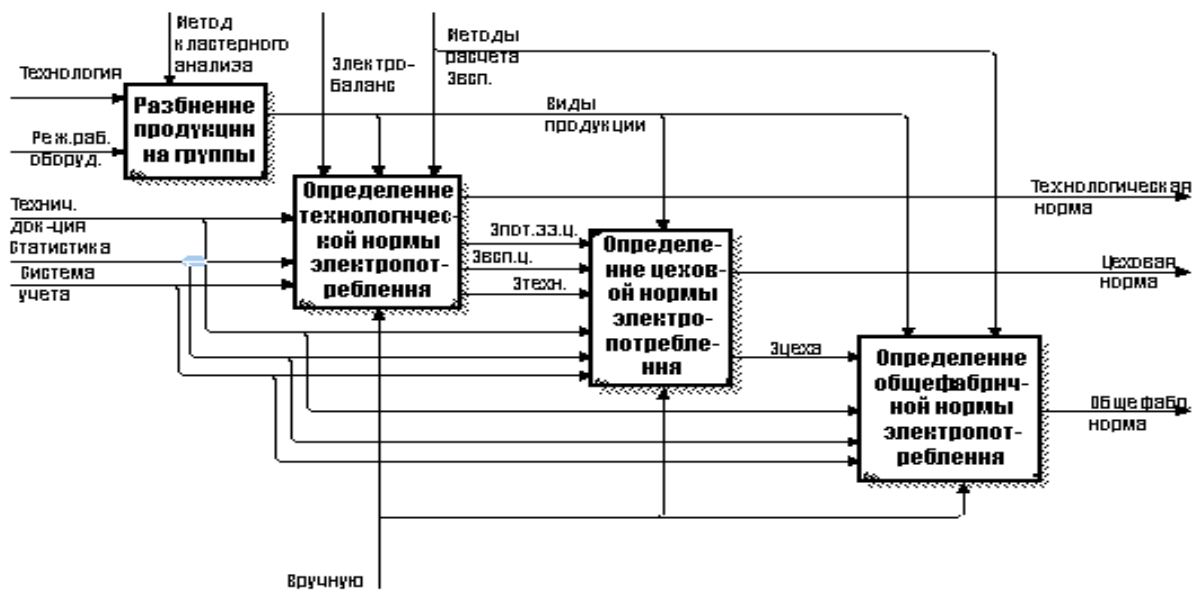 Метод
кластерного
анализа
Технология
Электро-
баланс
Методы
расчета
Эвсп.
Разбиение
продукции
на группы
Виды
продукции
Реж.раб.
оборуд.
Определение
технологичес-
кой нормы
электропот-
ребления
Технологическая
норма
Технич.
док-ция
Статистика
Система
учета
Эпот.ээ.ц.
Эвсп.ц.
Этехн.
Определе-
ние цехов-
ой нормы
электро-
потребле-
ния
Цеховая
норма
Эцеха
Определение
общефабрич-
ной нормы
электропот-
ребления
Общефабр.
норма
Вручную